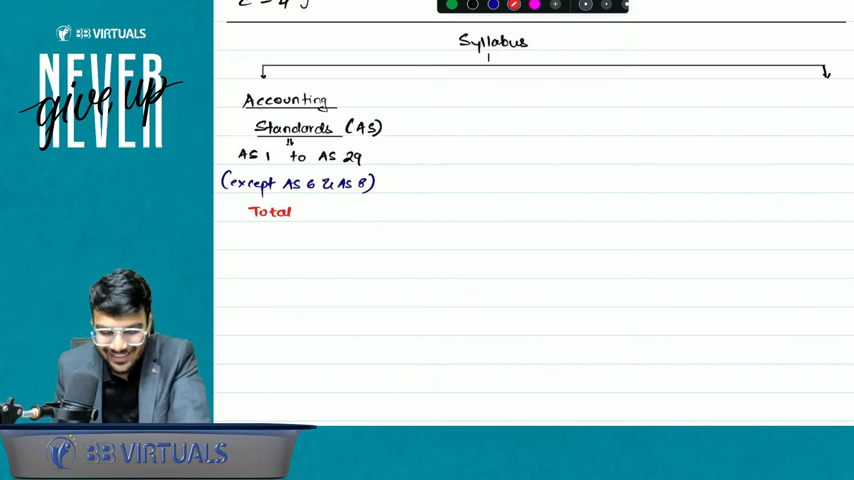 BB VIRTUALS
NEVER
give up
NEVER
Syllabus
Accounting
Standards (AS)
AS 1 to AS 29
(except AS 6 & AS 8)
Total
BB VIRTUALS